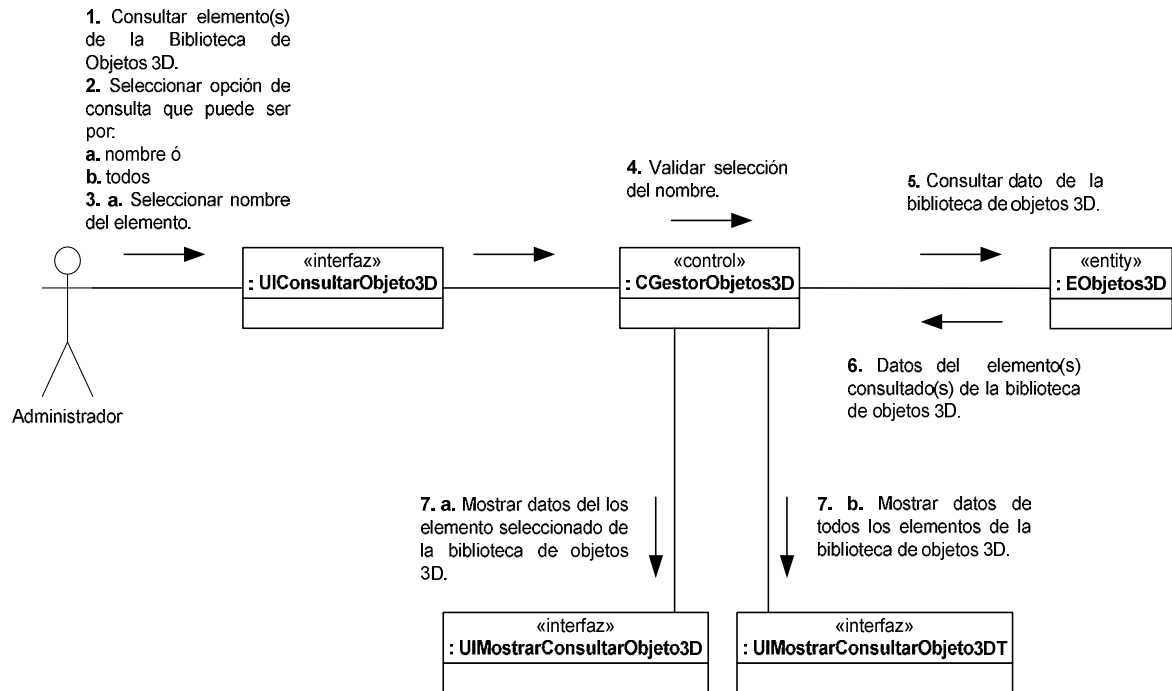 1. Consultar elemento(s)
de la Biblioteca de
Objetos 3D.
2. Seleccionar opción de
consulta que puede ser
por:
a. nombre ó
b. todos
3. a. Seleccionar nombre
del elemento.
4. Validar selección
del nombre.
5. Consultar dato de la
biblioteca de objetos 3D.
«interfaz»
: UIConsultarObjeto3D
«control»
: CGestorObjetos3D
«entity»
: EObjetos3D
Administrador
6. Datos del elemento(s)
consultado(s) de la biblioteca
de objetos 3D.
7. a. Mostrar datos del los
elemento seleccionado de
la biblioteca de objetos
3D.
7. b. Mostrar datos de
todos los elementos de la
biblioteca de objetos 3D.
«interfaz»
: UIMostrarConsultarObjeto3D
«interfaz»
: UIMostrarConsultarObjeto3DT